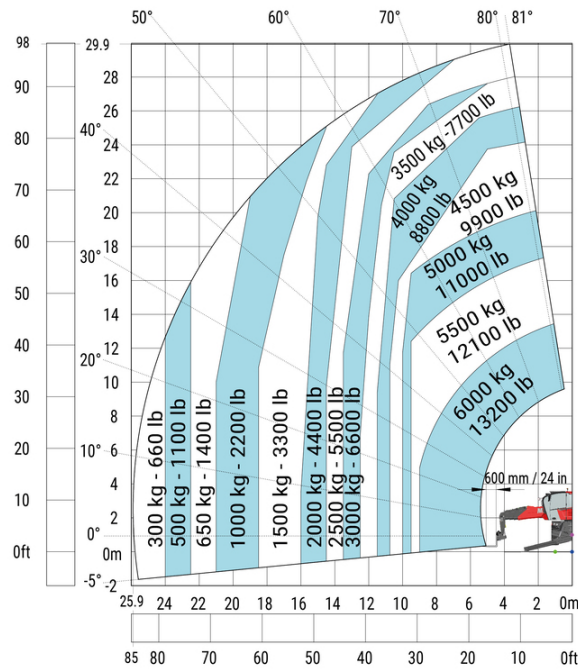 50° 60° 70° 80° 81°
98 29.9
28
90
26
40° 3500 kg -7700 lb
80 24
22 4000 kg
8800 lb
4500 kg
9900 lb
70
20
60 18
30° 5000 kg
11000 lb
50 16
14 5500 kg
12100 lb
40
12
20°
30 10 6000 kg
13200 lb
8
20
6
10°
4 600 mm / 24 in
10
2
0°
0ft 0m
-5° -2
300 kg - 660 lb
500 kg - 1100 lb
650 kg - 1400 lb
1000 kg - 2200 lb
1500 kg - 3300 lb
2000 kg - 4400 lb
2500 kg - 5500 lb
3000 kg - 6600 lb
25.9 24 22 20 18 16 14 12 10 8 6 4 2 0m
85 80 70 60 50 40 30 20 10 0ft